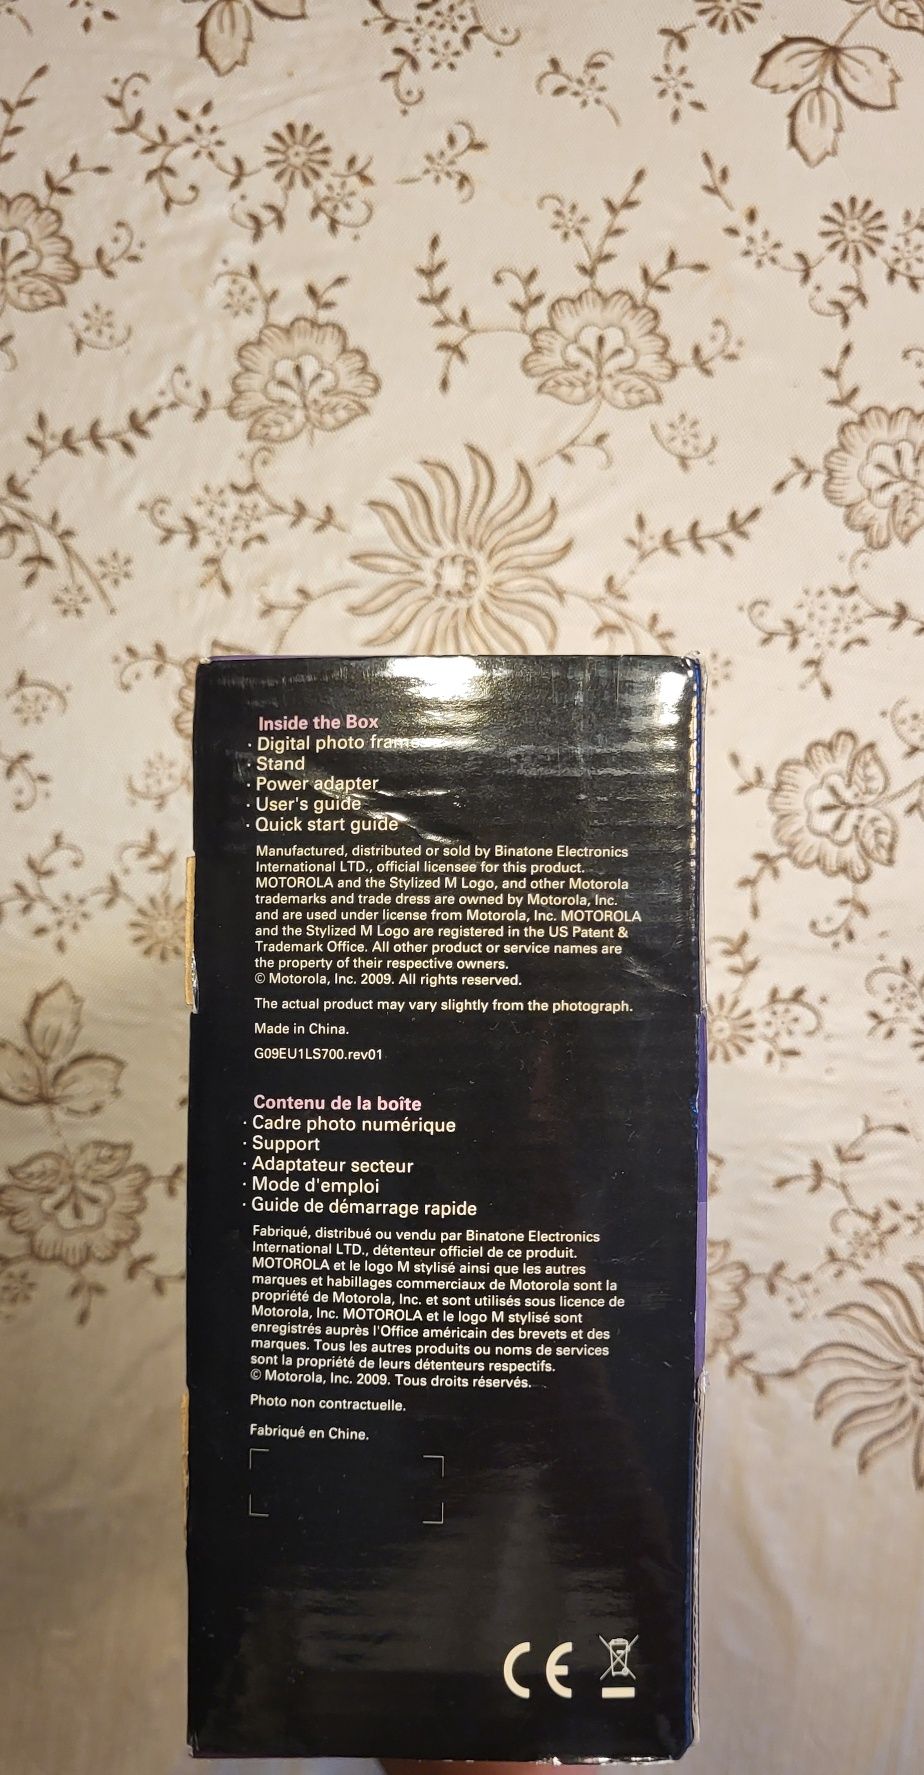 Inside the Box
· Digital photo frame
· Stand
· Power adapter
· User's guide
· Quick start guide
Manufactured, distributed or sold by Binatone Electronics
International LTD., official licensee for this product.
MOTOROLA and the Stylized M Logo, and other Motorola
trademarks and trade dress are owned by Motorola, Inc.
and are used under license from Motorola, Inc. MOTOROLA
and the Stylized M Logo are registered in the US Patent &
Trademark Office. All other product or service names are
the property of their respective owners.
© Motorola, Inc. 2009. All rights reserved.
The actual product may vary slightly from the photograph.
Made in China.
G09EU1LS700.rev01
Contenu de la boîte
· Cadre photo numérique
· Support
· Adaptateur secteur
· Mode d'emploi
· Guide de démarrage rapide
Fabriqué, distribué ou vendu par Binatone Electronics
International LTD., détenteur officiel de ce produit.
MOTOROLA et le logo M stylisé ainsi que les autres
marques et habillages commerciaux de Motorola sont la
propriété de Motorola, Inc. et sont utilisés sous licence de
Motorola, Inc. MOTOROLA et le logo M stylisé sont
enregistrés auprès l'Office américain des brevets et des
marques. Tous les autres produits ou noms de services
sont la propriété de leurs détenteurs respectifs.
© Motorola, Inc. 2009. Tous droits réservés.
Photo non contractuelle.
Fabriqué en Chine.
CE